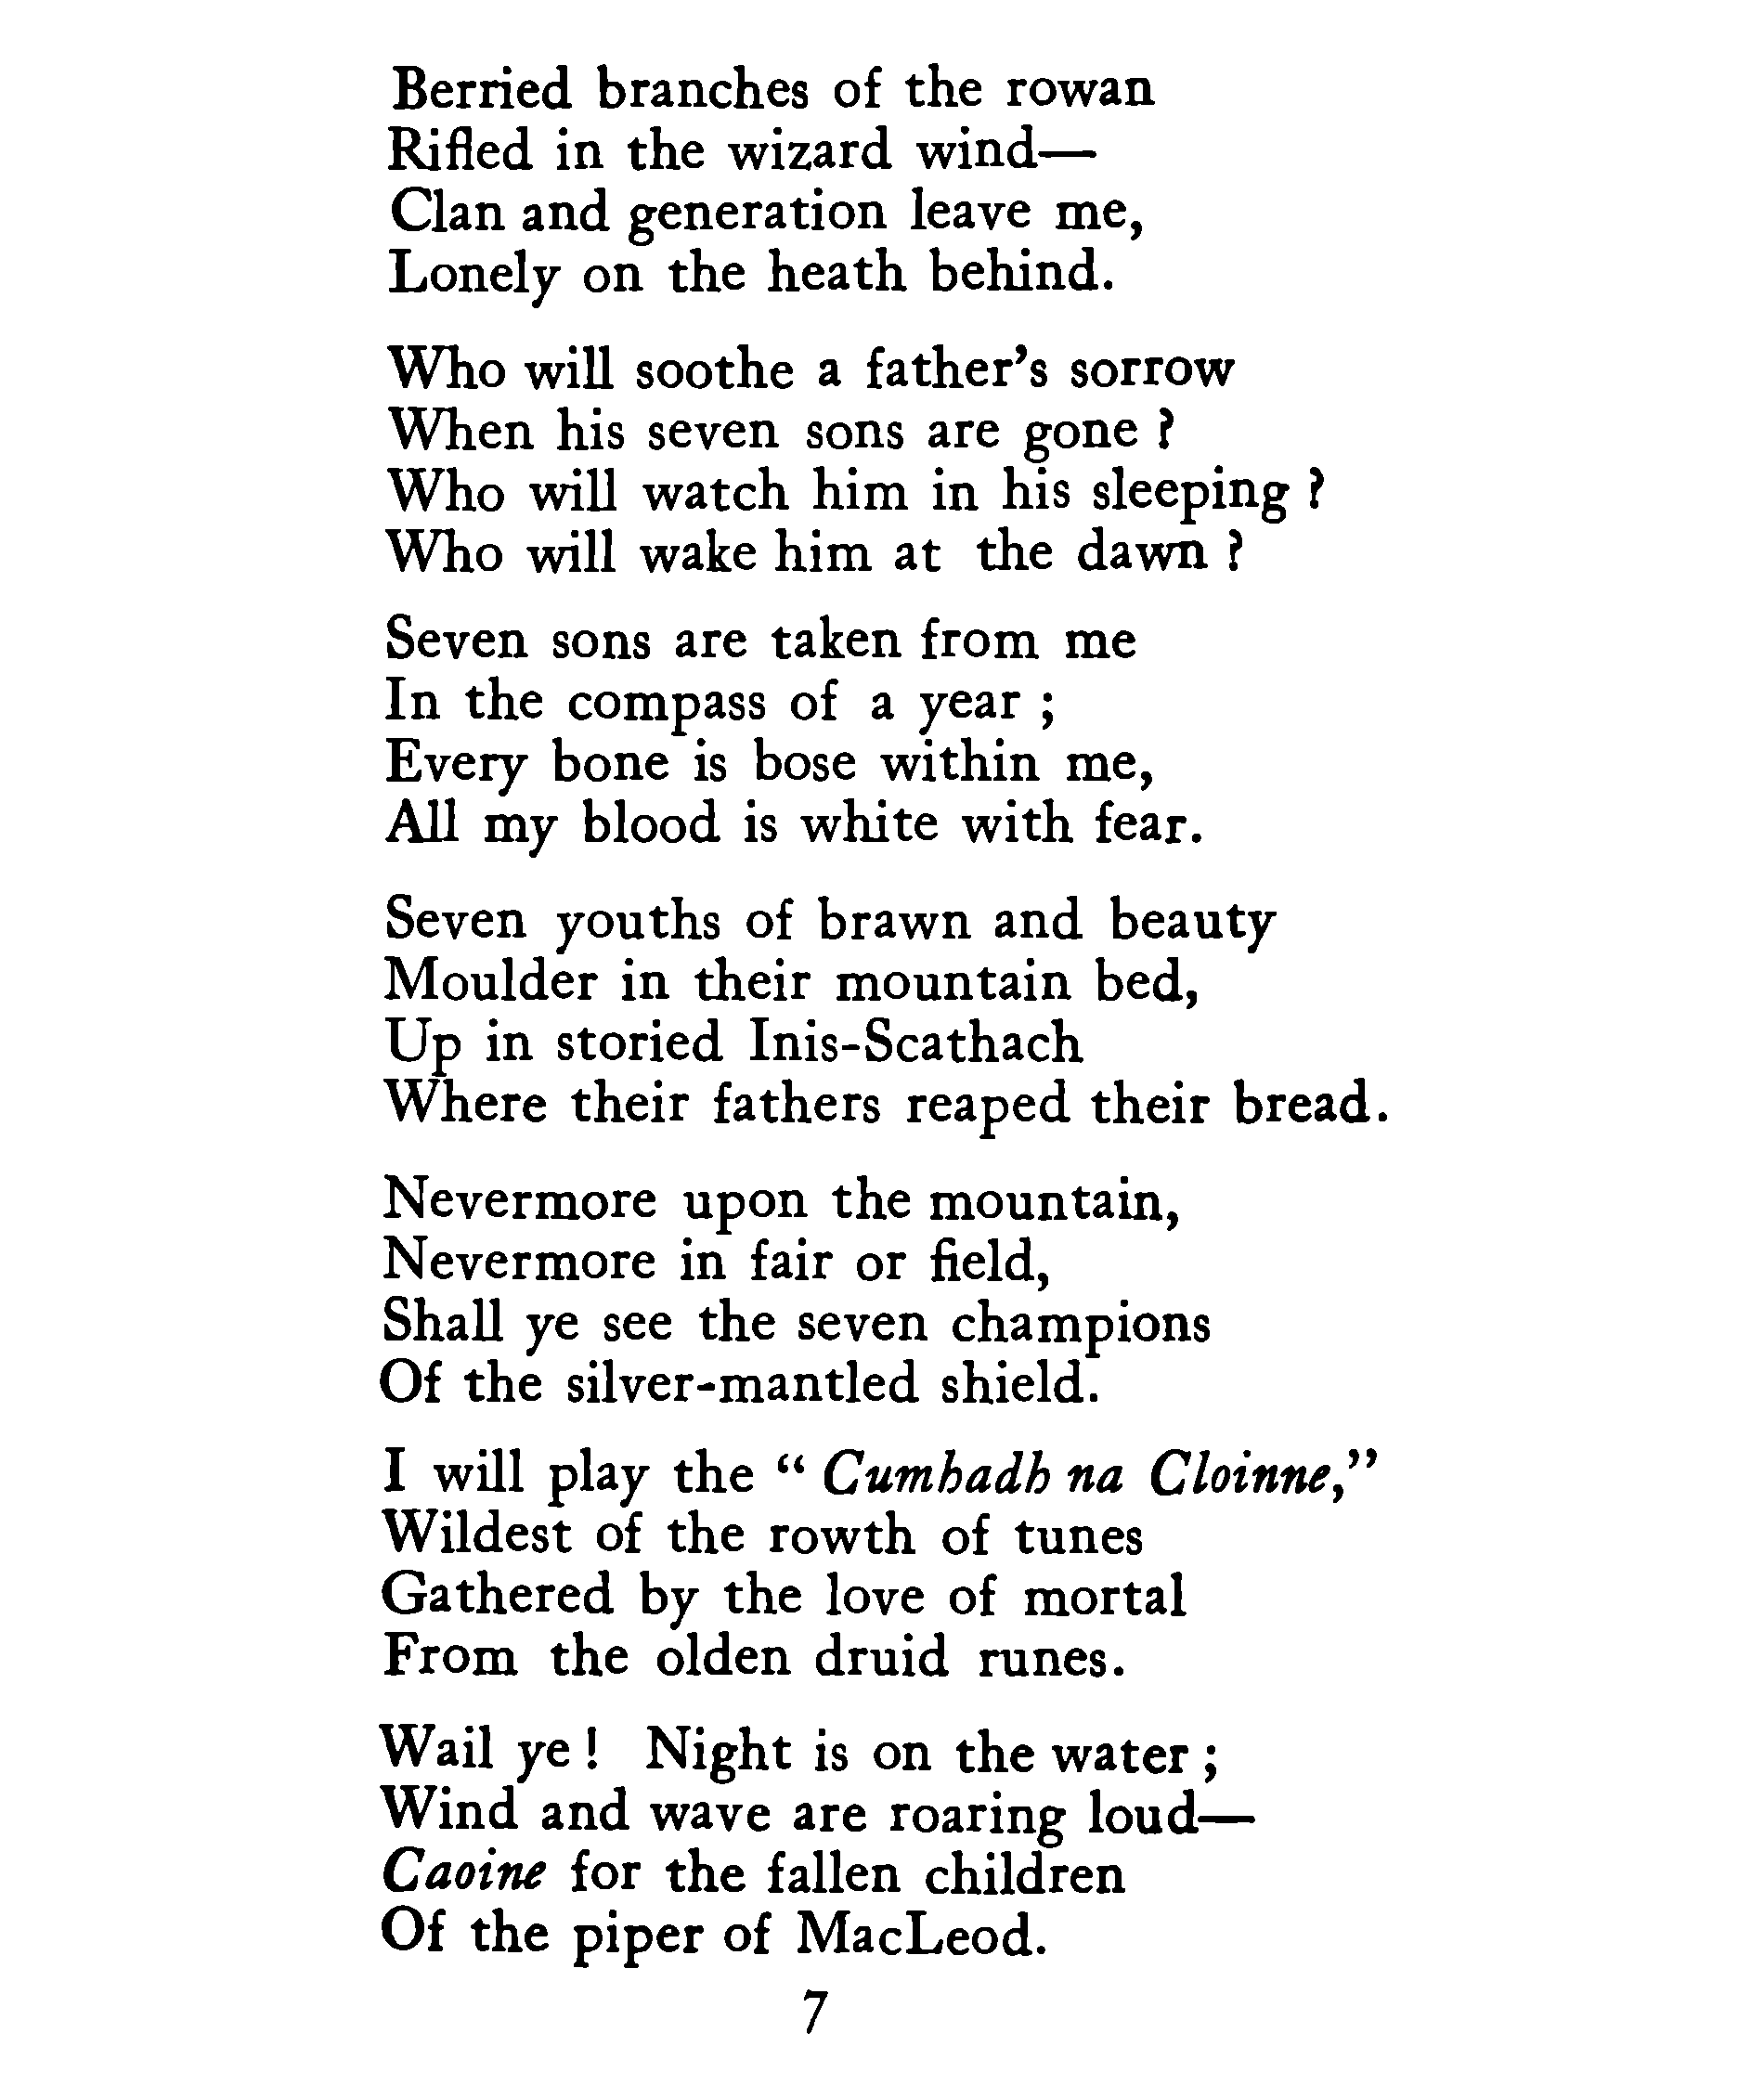 Berried branches of the rowan
Rifled in the wizard wind—
Clan and generation leave me,
Lonely on the heath behind.
Who will soothe a father's sorrow
When his seven sons are gone ?
Who will watch him in his sleeping ?
Who will wake him at the dawn ?
Seven sons are taken from me
In the compass of a year ;
Every bone is bose within me,
All my blood is white with fear.
Seven youths of brawn and beauty
Moulder in their mountain bed,
Up in storied Inis-Scathach
Where their fathers reaped their bread.
Nevermore upon the mountain,
Nevermore in fair or field,
Shall ye see the seven champions
Of the silver-mantled shield.
I will play the “ Cumhadh na Cloinne,”
Wildest of the rowth of tunes
Gathered by the love of mortal
From the olden druid runes.
Wail ye ! Night is on the water ;
Wind and wave are roaring loud—
Caoine for the fallen children
Of the piper of MacLeod.
7